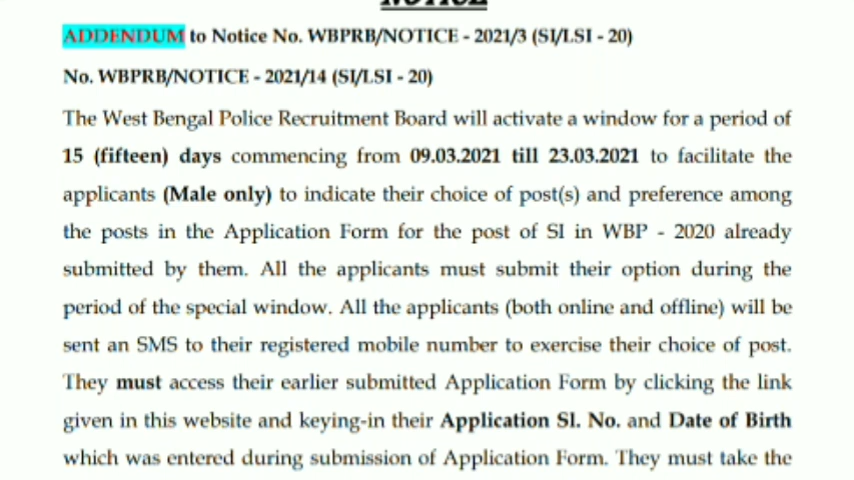 NOTICE
ADDENDUM to Notice No. WBPRB/NOTICE - 2021/3 (SI/LSI - 20)
No. WBPRB/NOTICE - 2021/14 (SI/LSI - 20)
The West Bengal Police Recruitment Board will activate a window for a period of
15 (fifteen) days commencing from 09.03.2021 till 23.03.2021 to facilitate the
applicants (Male only) to indicate their choice of post(s) and preference among
the posts in the Application Form for the post of SI in WBP - 2020 already
submitted by them. All the applicants must submit their option during the
period of the special window. All the applicants (both online and offline) will be
sent an SMS to their registered mobile number to exercise their choice of post.
They must access their earlier submitted Application Form by clicking the link
given in this website and keying-in their Application Sl. No. and Date of Birth
which was entered during submission of Application Form. They must take the